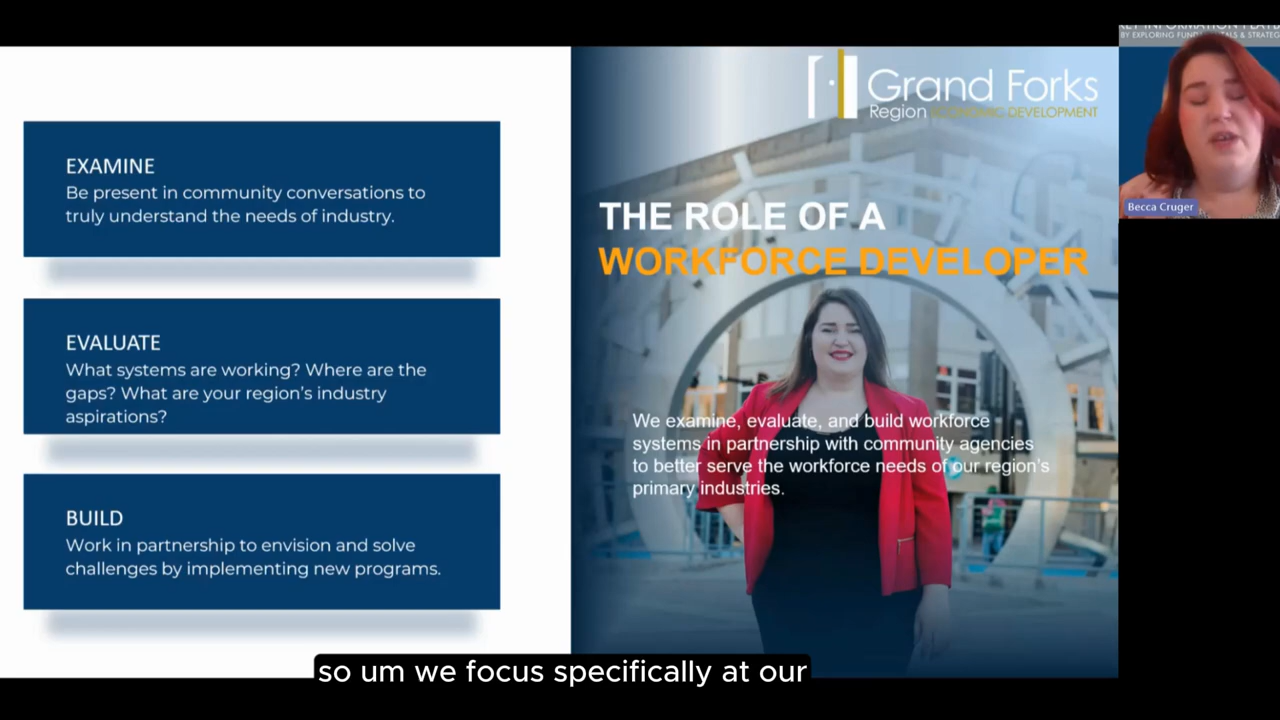 EXAMINE
Be present in community conversations to
truly understand the needs of industry.
EVALUATE
What systems are working? Where are the
gaps? What are your region's industry
aspirations?
BUILD
Work in partnership to envision and solve
challenges by implementing new programs.
Grand Forks
Region ECONOMIC DEVELOPMENT
THE ROLE OF A
WORKFORCE DEVELOPER
We examine, evaluate, and build workforce
systems in partnership with community agencies
to better serve the workforce needs of our region's
primary industries.
BY EXPLORING
Becca Cruger
so um we focus specifically at our